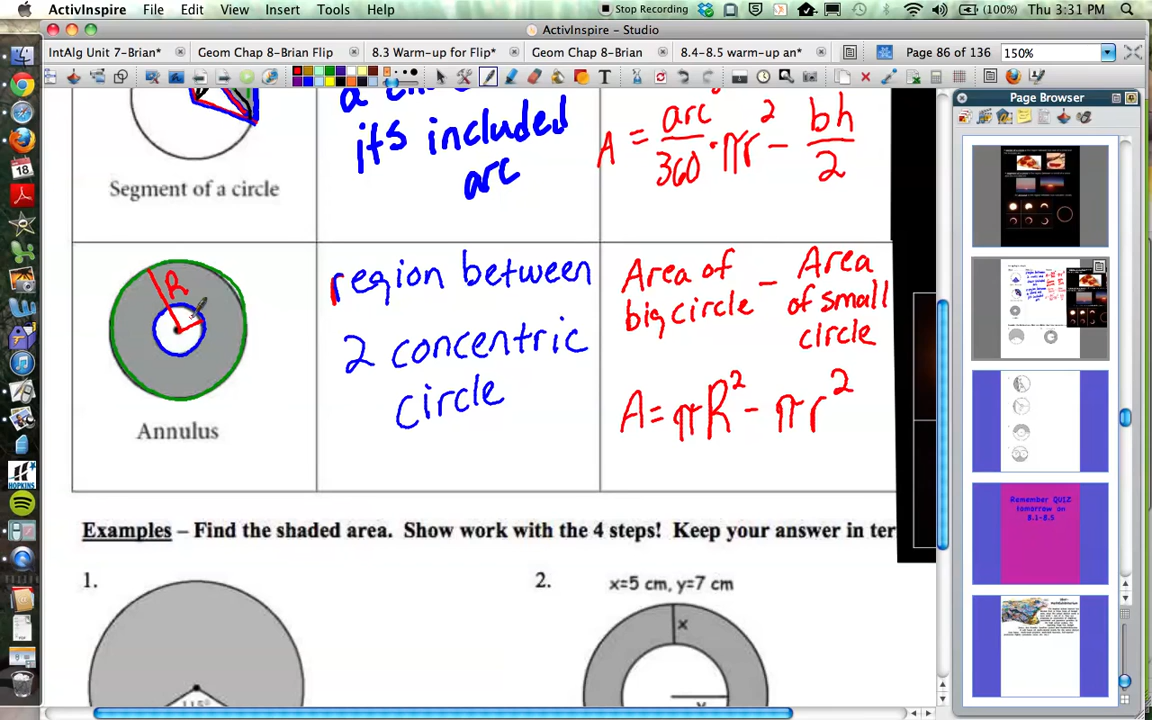 ActivInspire File Edit View Insert Tools Help Stop Recording (100%) Thu 3:31 PM
ActivInspire - Studio
IntAlg Unit 7-Brian* Geom Chap 8-Brian Flip 8.3 Warm-up for Flip* Geom Chap 8-Brian 8.4-8.5 warm-up an* Page 86 of 136 150%
Page Browser
its included
arc
A = arc°/360 · πr² - bh/2
Segment of a circle
R
region between
2 concentric
circle
Area of big circle - Area of small circle
A = πR² - πr²
Annulus
Examples – Find the shaded area. Show work with the 4 steps! Keep your answer in ter
1.
115°
2.
x=5 cm, y=7 cm
x
y
Remember QUIZ
tomorrow on
8.1-8.5
18
HOPKINS